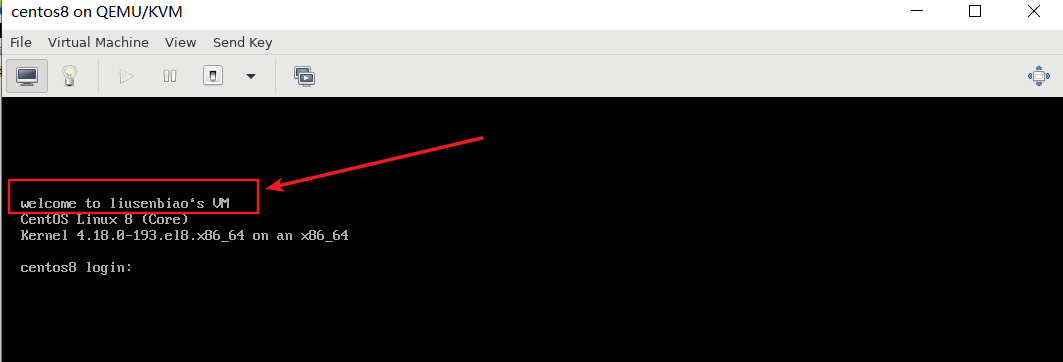 centos8 on QEMU/KVM
File Virtual Machine View Send Key
welcome to liusenbiao‘s VM
CentOS Linux 8 (Core)
Kernel 4.18.0-193.el8.x86_64 on an x86_64
centos8 login: